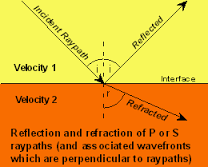 Incident Raypath
Reflected
Velocity 1
Interface
Velocity 2
r
Refracted
Reflection and refraction of P or S
raypaths (and associated wavefronts
which are perpendicular to raypaths)